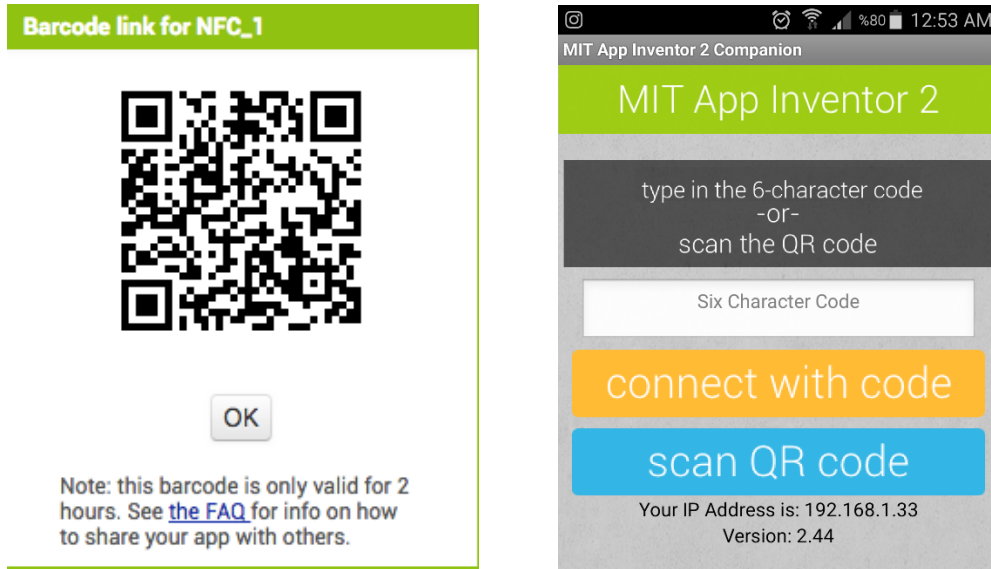 Barcode link for NFC_1
OK
Note: this barcode is only valid for 2
hours. See the FAQ for info on how
to share your app with others.
%80 12:53 AM
MIT App Inventor 2 Companion
MIT App Inventor 2
type in the 6-character code
-or-
scan the QR code
Six Character Code
connect with code
scan QR code
Your IP Address is: 192.168.1.33
Version: 2.44